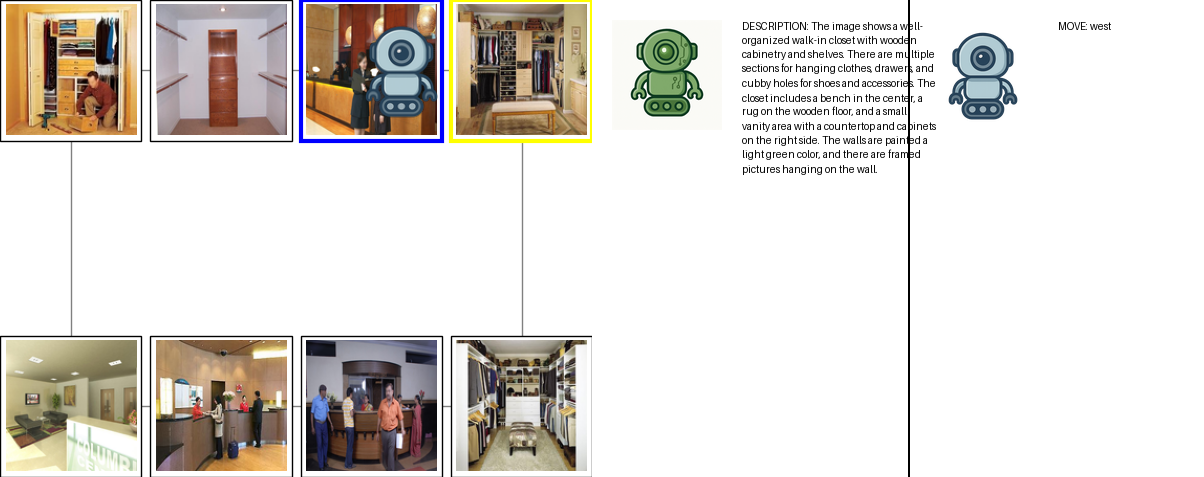 DESCRIPTION: The image shows a well-
organized walk-in closet with wooden
cabinetry and shelves. There are multiple
sections for hanging clothes, drawers, and
cubby holes for shoes and accessories. The
closet includes a bench in the center, a
rug on the wooden floor, and a small
vanity area with a countertop and cabinets
on the right side. The walls are painted a
light green color, and there are framed
pictures hanging on the wall.
MOVE: west